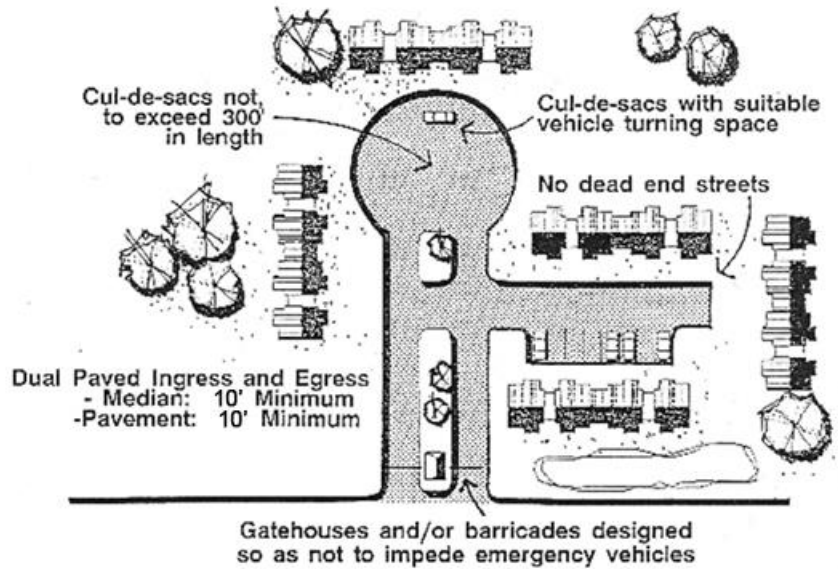 Cul-de-sacs not,
to exceed 300'
in length
Cul-de-sacs with suitable
vehicle turning space
No dead end streets
Dual Paved Ingress and Egress
- Median: 10' Minimum
-Pavement: 10' Minimum
Gatehouses and/or barricades designed
so as not to impede emergency vehicles